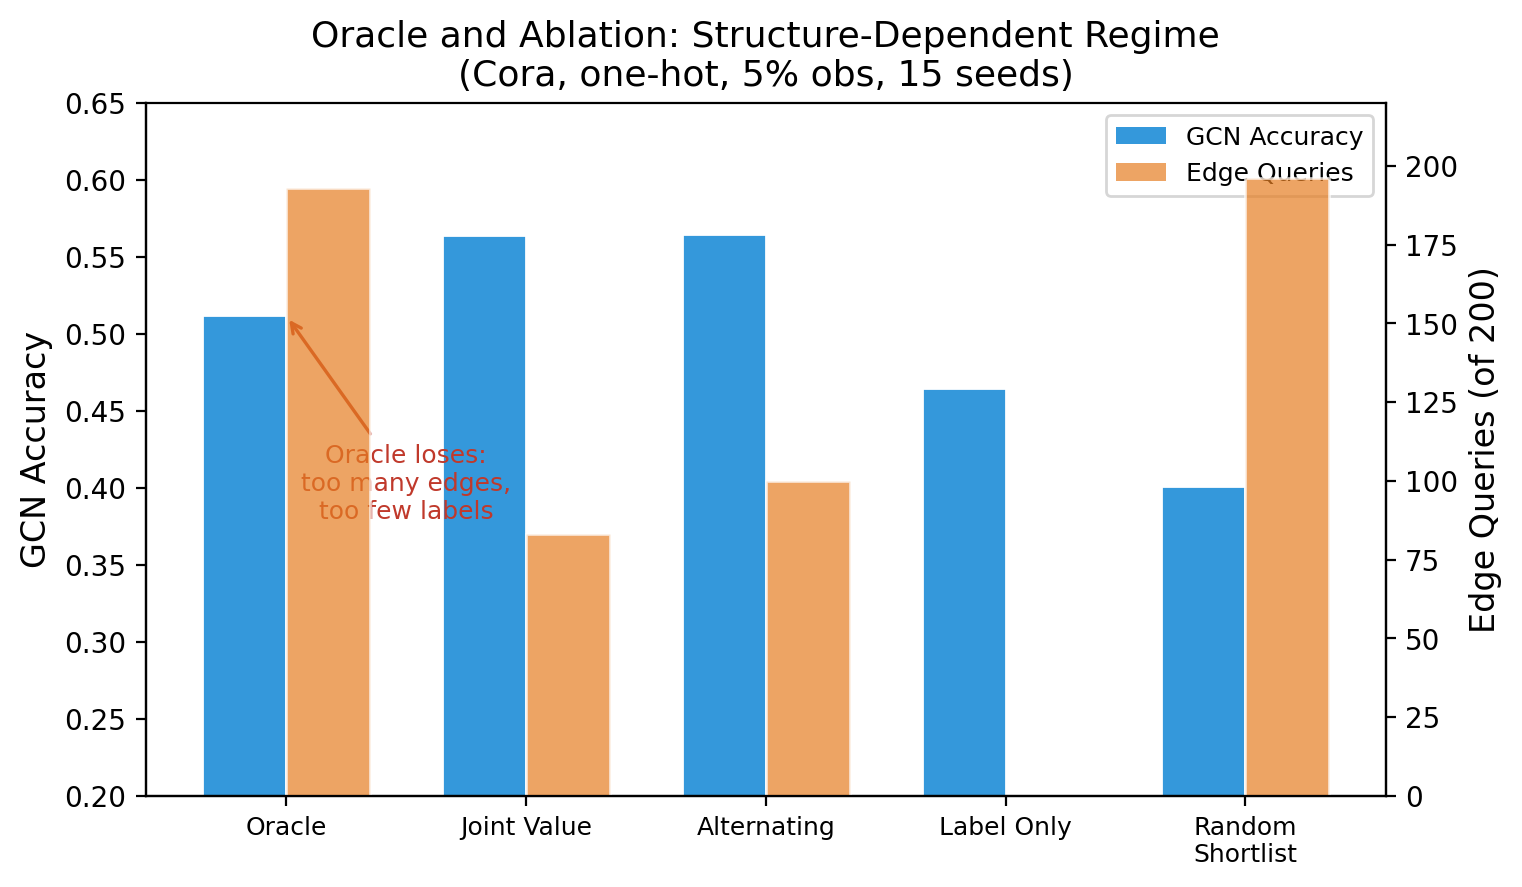 Oracle and Ablation: Structure-Dependent Regime
(Cora, one-hot, 5% obs, 15 seeds)
GCN Accuracy
0.65
0.60
0.55
0.50
0.45
0.40
0.35
0.30
0.25
0.20
GCN Accuracy
Edge Queries
Oracle loses:
too many edges,
too few labels
200
175
150
125
100
75
50
25
0
Edge Queries (of 200)
Oracle
Joint Value
Alternating
Label Only
Random
Shortlist